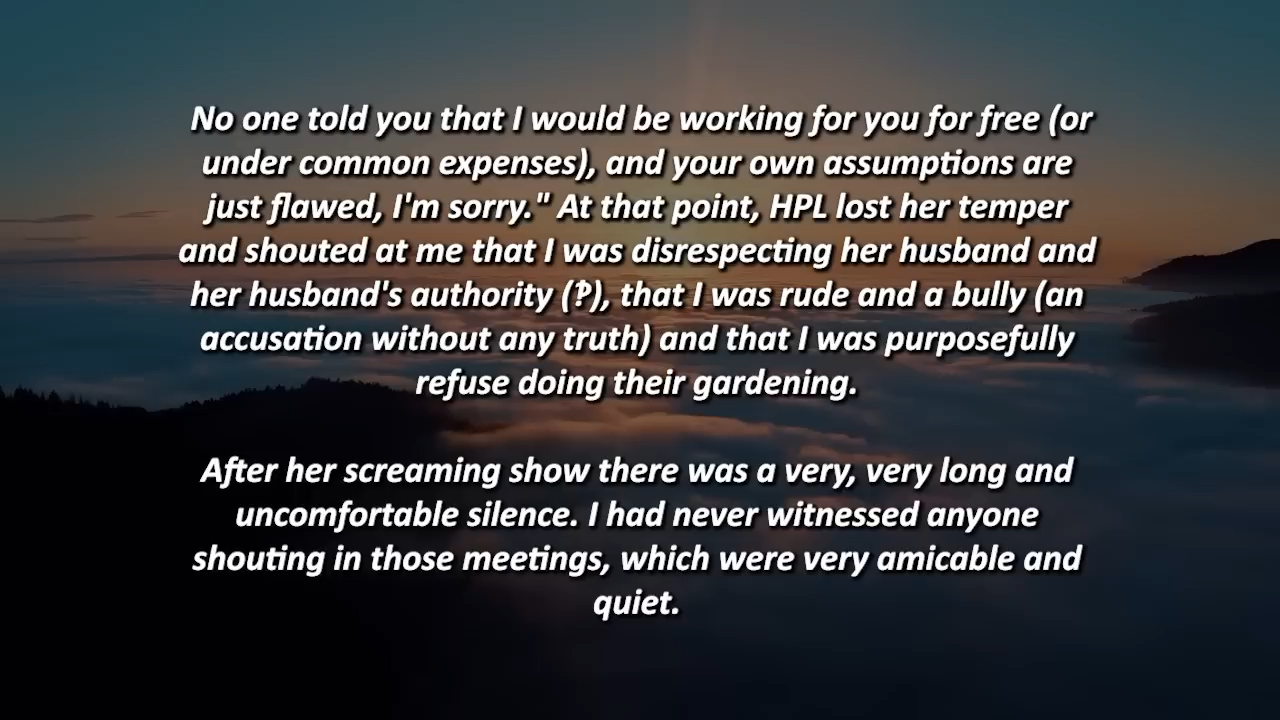 No one told you that I would be working for you for free (or
under common expenses), and your own assumptions are
just flawed, I'm sorry." At that point, HPL lost her temper
and shouted at me that I was disrespecting her husband and
her husband's authority (‽), that I was rude and a bully (an
accusation without any truth) and that I was purposefully
refuse doing their gardening.
After her screaming show there was a very, very long and
uncomfortable silence. I had never witnessed anyone
shouting in those meetings, which were very amicable and
quiet.